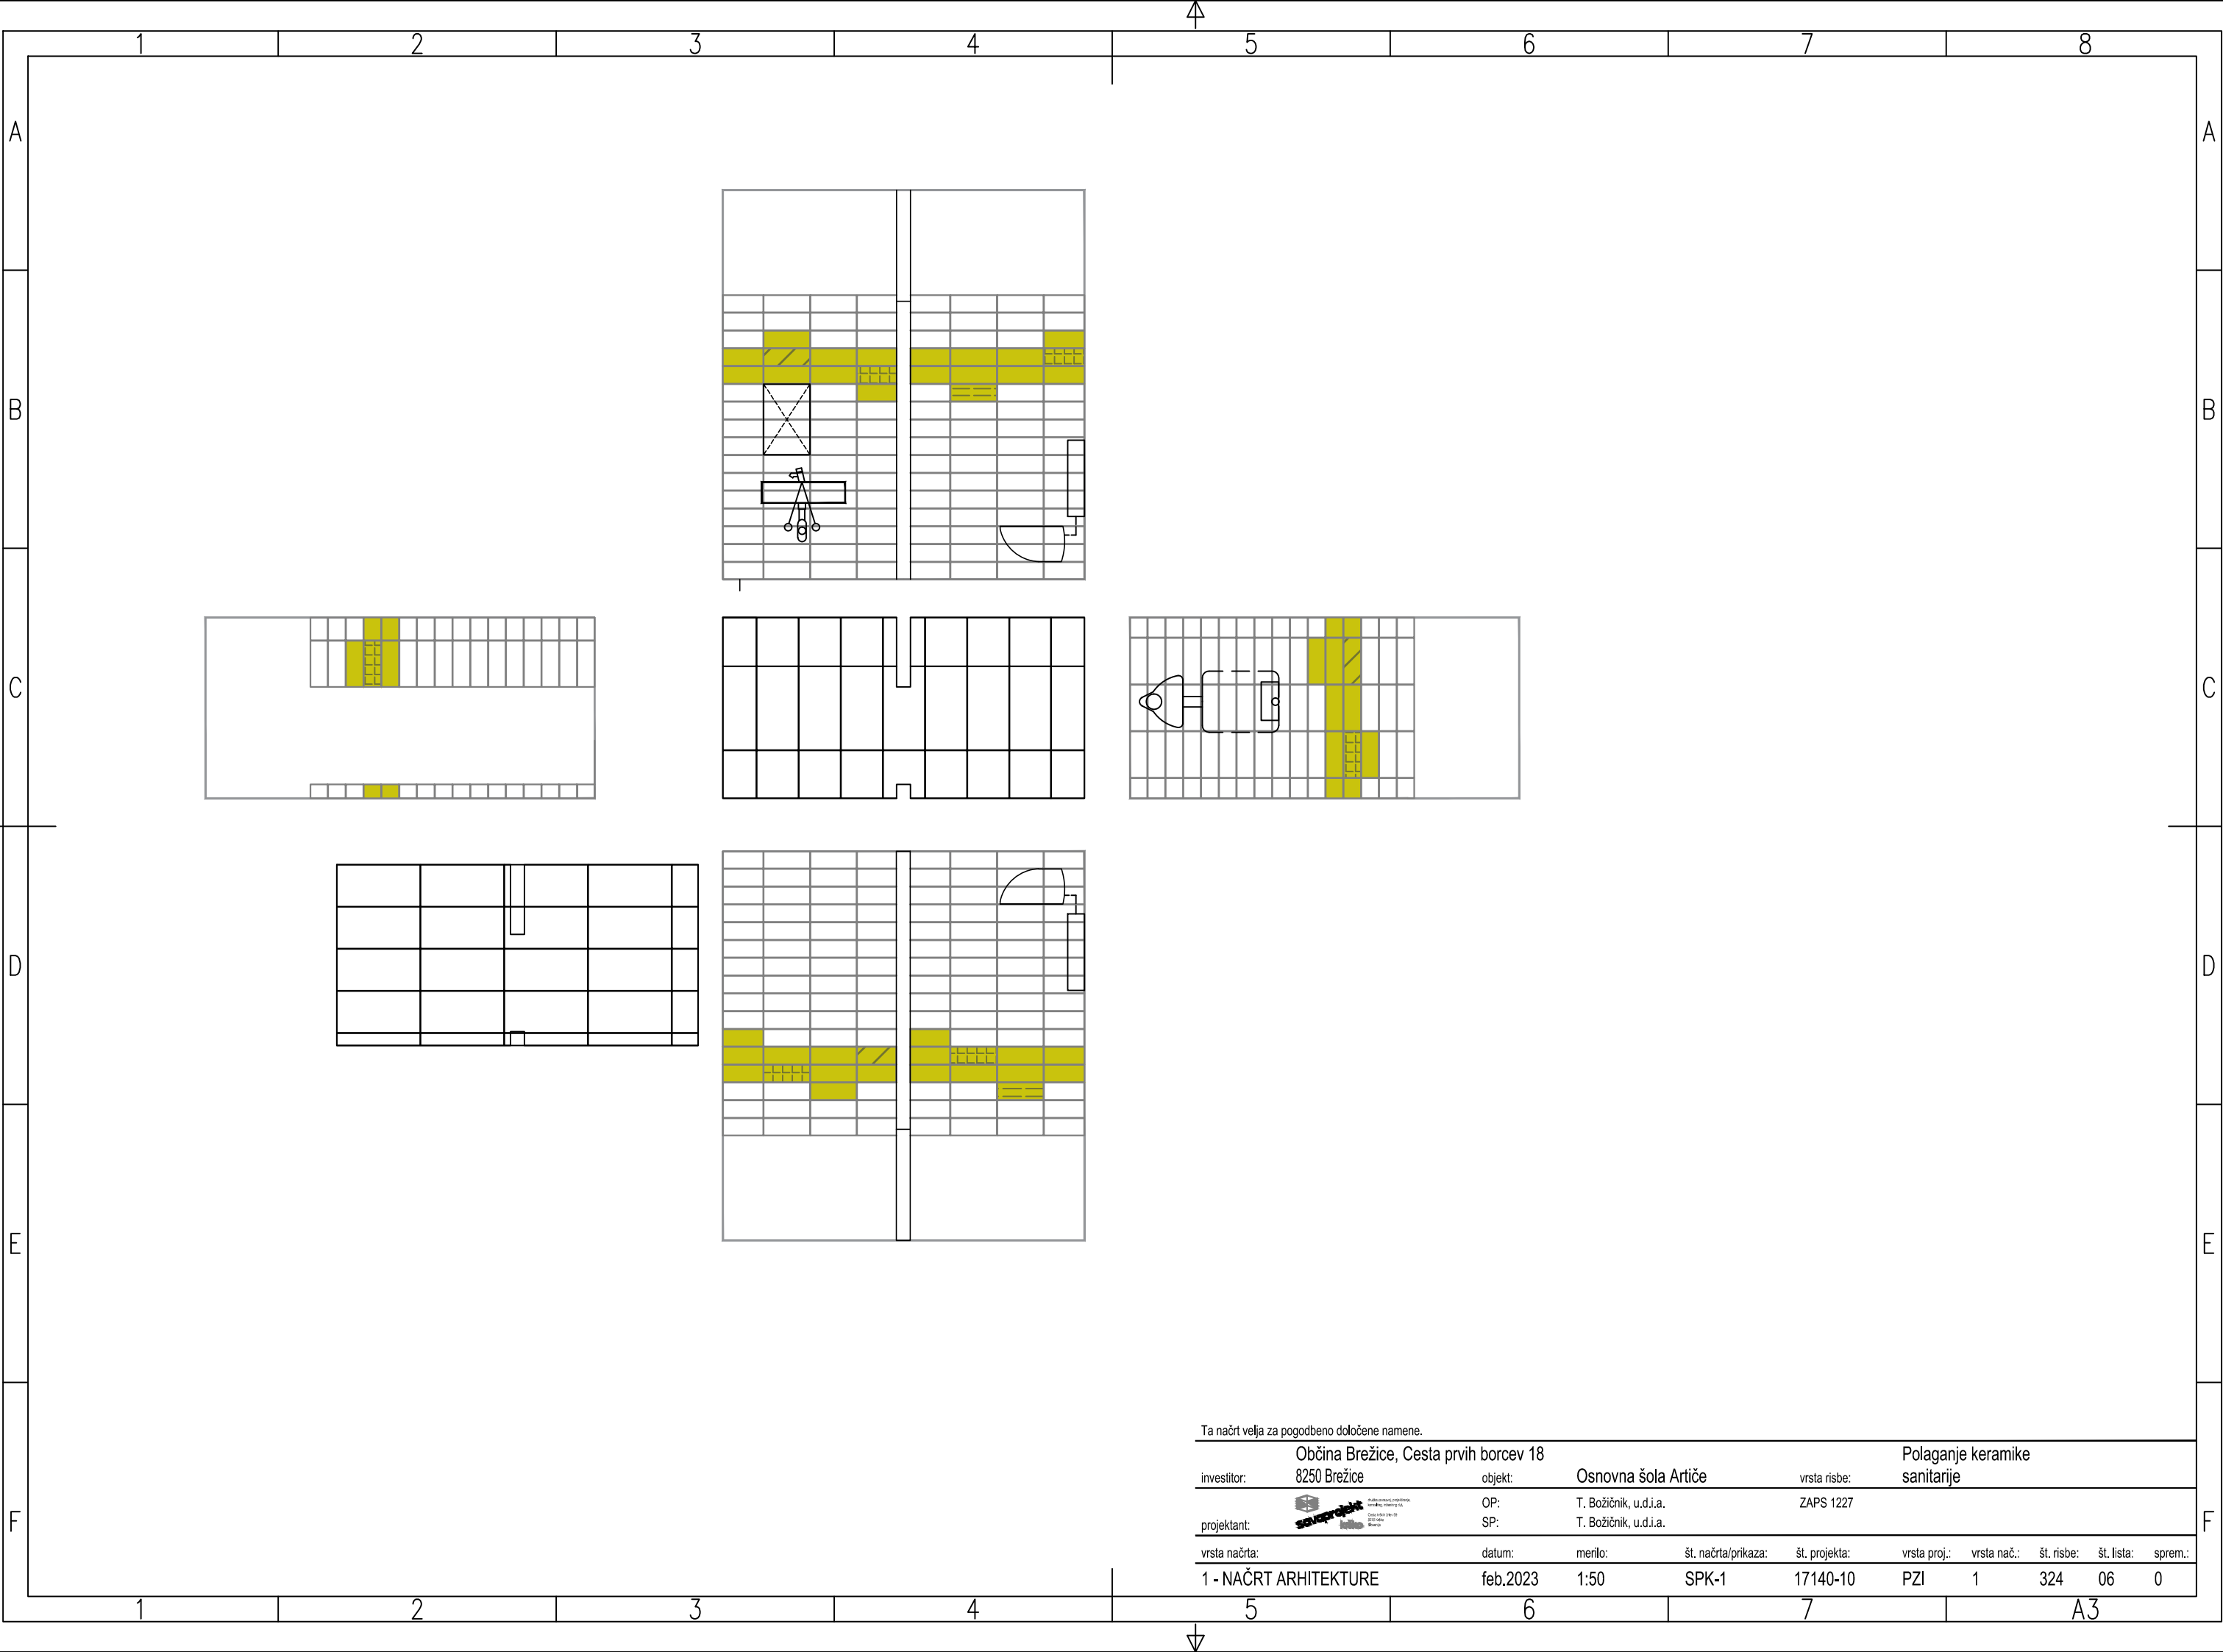 1 2 3 4 5 6 7 8
A A
B B
C C
D D
E E
F F
Ta načrt velja za pogodbeno določene namene.
investitor: Občina Brežice, Cesta prvih borcev 18
8250 Brežice
objekt: Osnovna šola Artiče
vrsta risbe: Polaganje keramike
sanitarije
projektant: savaprojekt
OP: T. Božičnik, u.d.i.a. ZAPS 1227
SP: T. Božičnik, u.d.i.a.
vrsta načrta: datum: merilo: št. načrta/prikaza: št. projekta: vrsta proj.: vrsta nač.: št. risbe: št. lista: sprem.:
1 - NAČRT ARHITEKTURE feb.2023 1:50 SPK-1 17140-10 PZI 1 324 06 0
1 2 3 4 5 6 7 A3